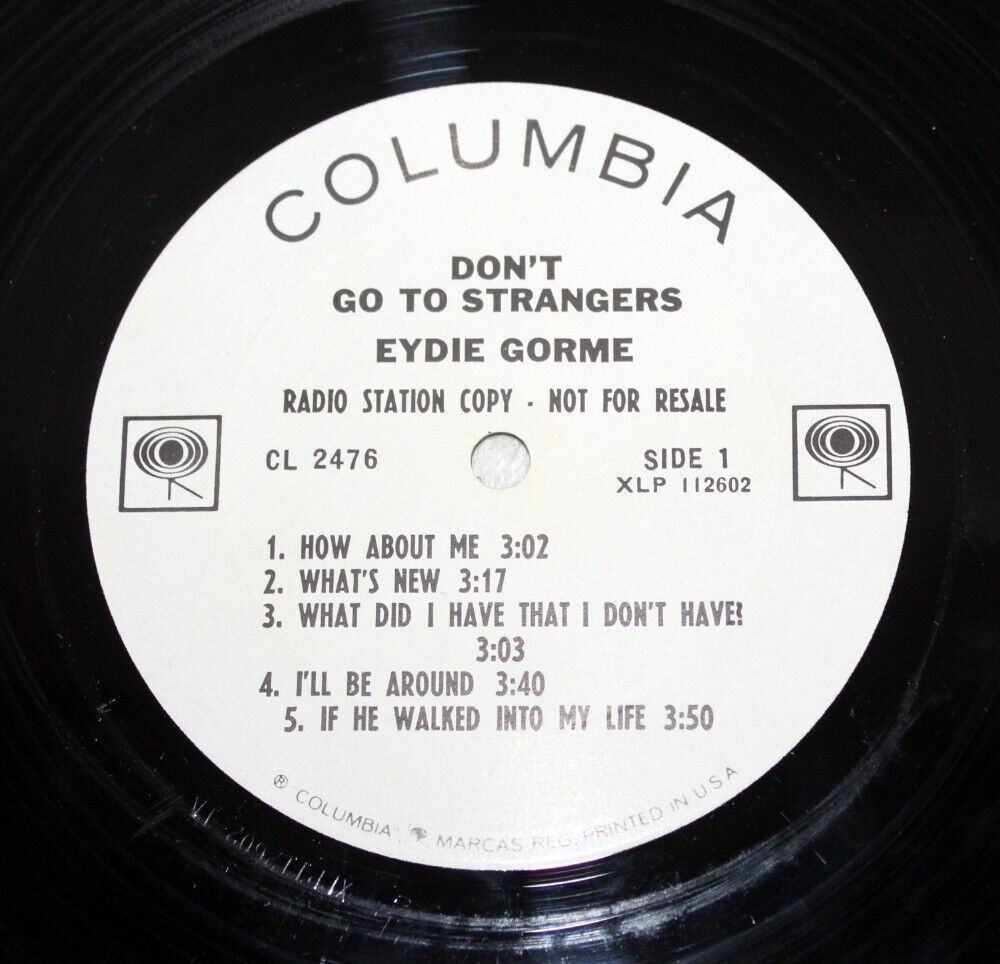 COLUMBIA
DON'T
GO TO STRANGERS
EYDIE GORME
RADIO STATION COPY - NOT FOR RESALE
CL 2476
SIDE 1
XLP 112602
1. HOW ABOUT ME 3:02
2. WHAT'S NEW 3:17
3. WHAT DID I HAVE THAT I DON'T HAVE?
3:03
4. I'LL BE AROUND 3:40
5. IF HE WALKED INTO MY LIFE 3:50
® COLUMBIA MARCAS REG. PRINTED IN U.S.A